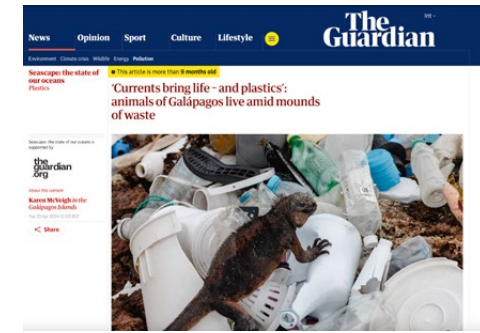 The
Guardian
Int
News Opinion Sport Culture Lifestyle
Environment Climate crisis Wildlife Energy Pollution
Seascape: the state of
our oceans
Plastics
This article is more than 9 months old
'Currents bring life – and plastics':
animals of Galápagos live amid mounds
of waste
Seascape: the state of our oceans is
supported by
the
guardian
.org
About this content
Karen McVeigh in the
Galápagos Islands
Share